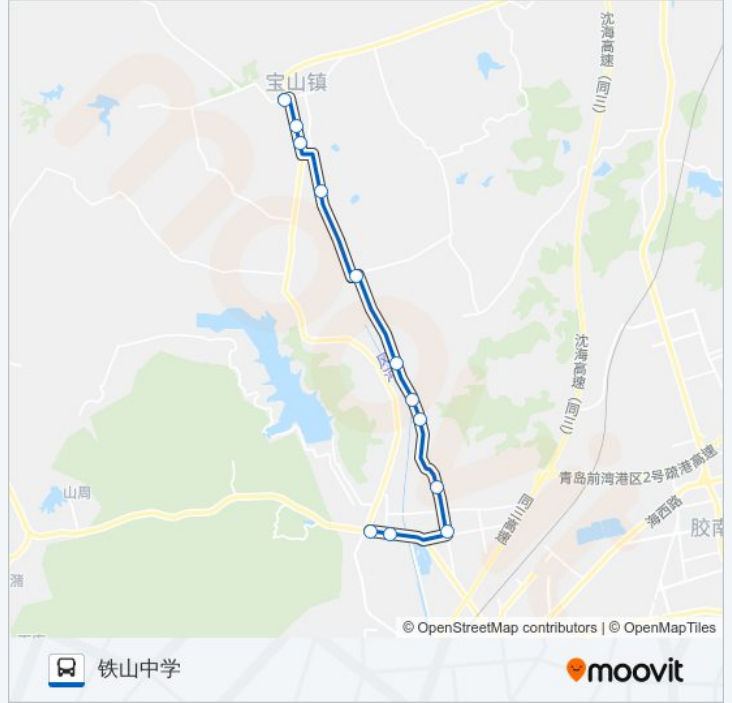 沈海高速（同三）
宝山镇
沈海高速（同三）
山周
青岛前湾港区2号疏港高速
同三高速
海西路
胶南
© OpenStreetMap contributors | © OpenMapTiles
铁山中学
moovit